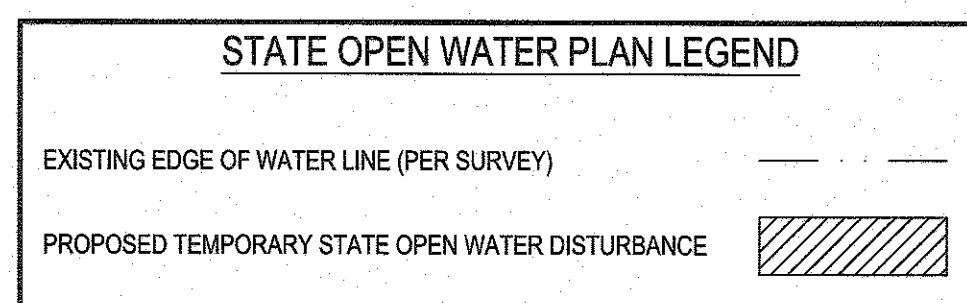 STATE OPEN WATER PLAN LEGEND
EXISTING EDGE OF WATER LINE (PER SURVEY)
PROPOSED TEMPORARY STATE OPEN WATER DISTURBANCE